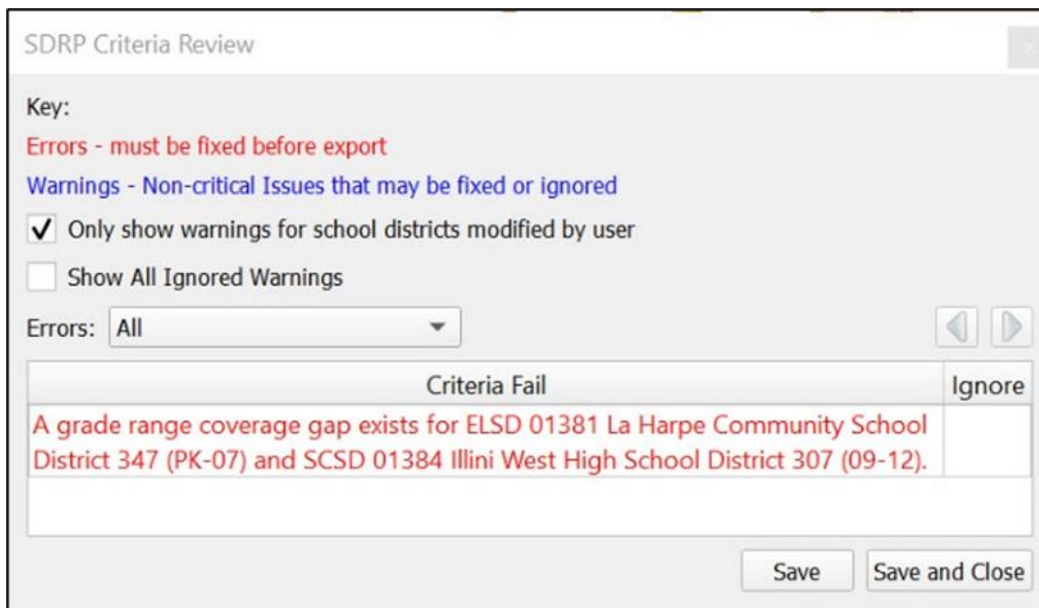 SDRP Criteria Review
Key:
Errors - must be fixed before export
Warnings - Non-critical Issues that may be fixed or ignored
Only show warnings for school districts modified by user
Show All Ignored Warnings
Errors: All
Criteria Fail Ignore
A grade range coverage gap exists for ELSD 01381 La Harpe Community School
District 347 (PK-07) and SCSD 01384 Illini West High School District 307 (09-12).
Save Save and Close